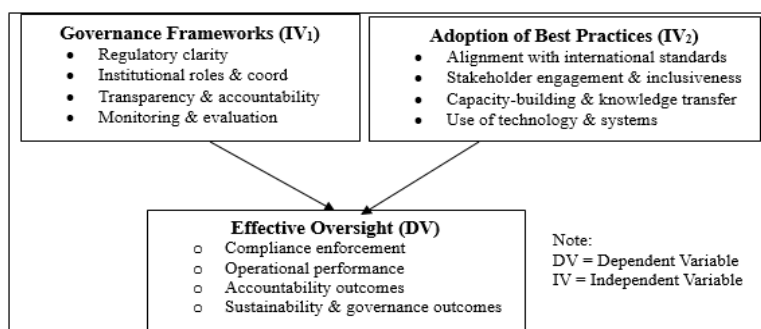 Governance Frameworks (IV₁)
• Regulatory clarity
• Institutional roles & coord
• Transparency & accountability
• Monitoring & evaluation
Adoption of Best Practices (IV₂)
• Alignment with international standards
• Stakeholder engagement & inclusiveness
• Capacity-building & knowledge transfer
• Use of technology & systems
Effective Oversight (DV)
o Compliance enforcement
o Operational performance
o Accountability outcomes
o Sustainability & governance outcomes
Note:
DV = Dependent Variable
IV = Independent Variable